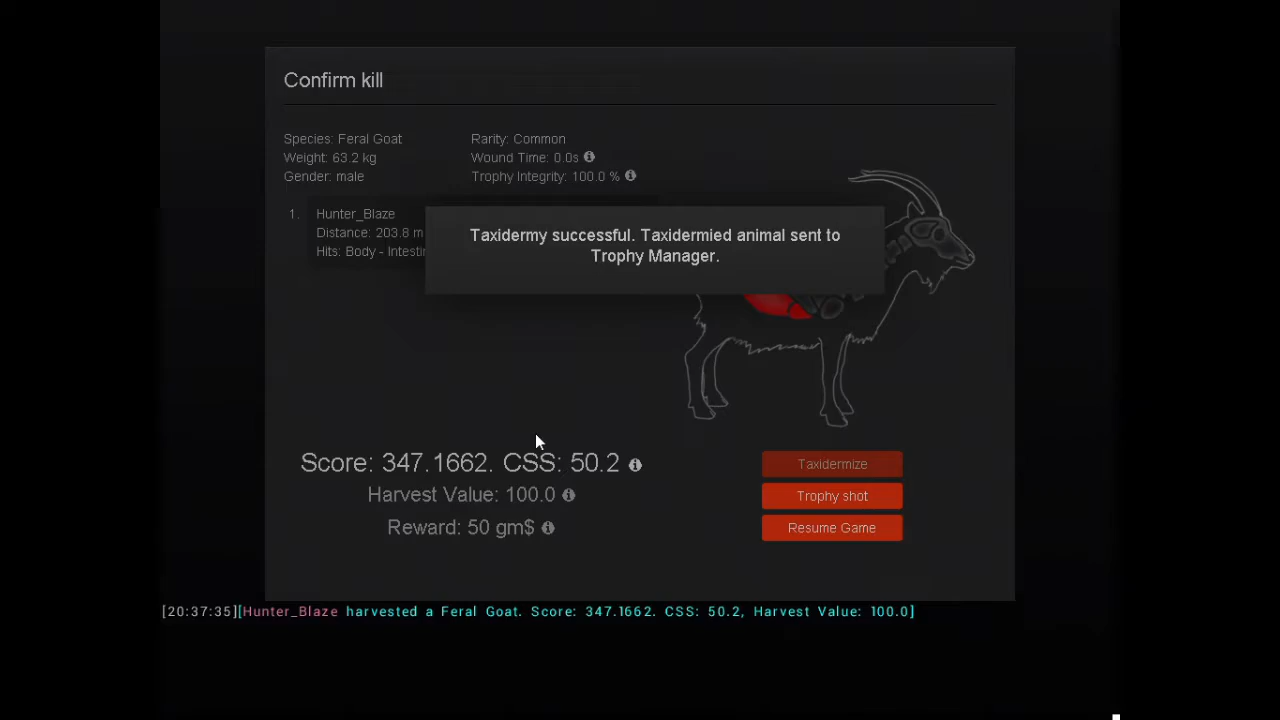 Confirm kill
Species: Feral Goat
Weight: 63.2 kg
Gender: male
Rarity: Common
Wound Time: 0.0s
Trophy Integrity: 100.0 %
1. Hunter_Blaze
Distance: 203.8 m
Hits: Body -
Taxidermy successful. Taxidermied animal sent to
Trophy Manager.
Score: 347.1662. CSS: 50.2
Harvest Value: 100.0
Reward: 50 gm$
Taxidermize
Trophy shot
Resume Game
[20:37:35][Hunter_Blaze harvested a Feral Goat. Score: 347.1662. CSS: 50.2, Harvest Value: 100.0]